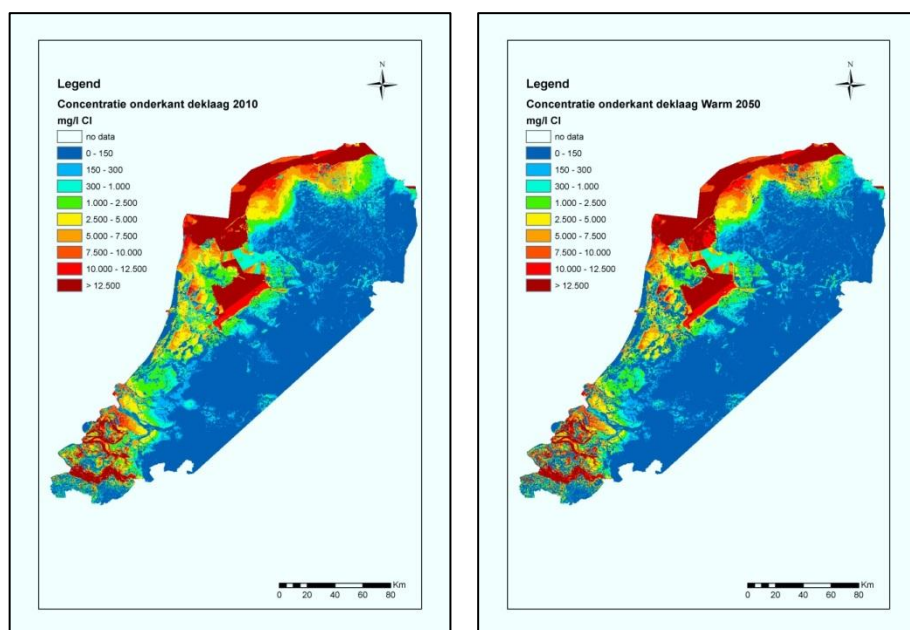 N
Legend
Concentratie onderkant deklaag 2010
mg/l Cl
no data
0 - 150
150 - 300
300 - 1.000
1.000 - 2.500
2.500 - 5.000
5.000 - 7.500
7.500 - 10.000
10.000 - 12.500
> 12.500
Km
0 20 40 60 80
N
Legend
Concentratie onderkant deklaag Warm 2050
mg/l Cl
no data
0 - 150
150 - 300
300 - 1.000
1.000 - 2.500
2.500 - 5.000
5.000 - 7.500
7.500 - 10.000
10.000 - 12.500
> 12.500
Km
0 20 40 60 80